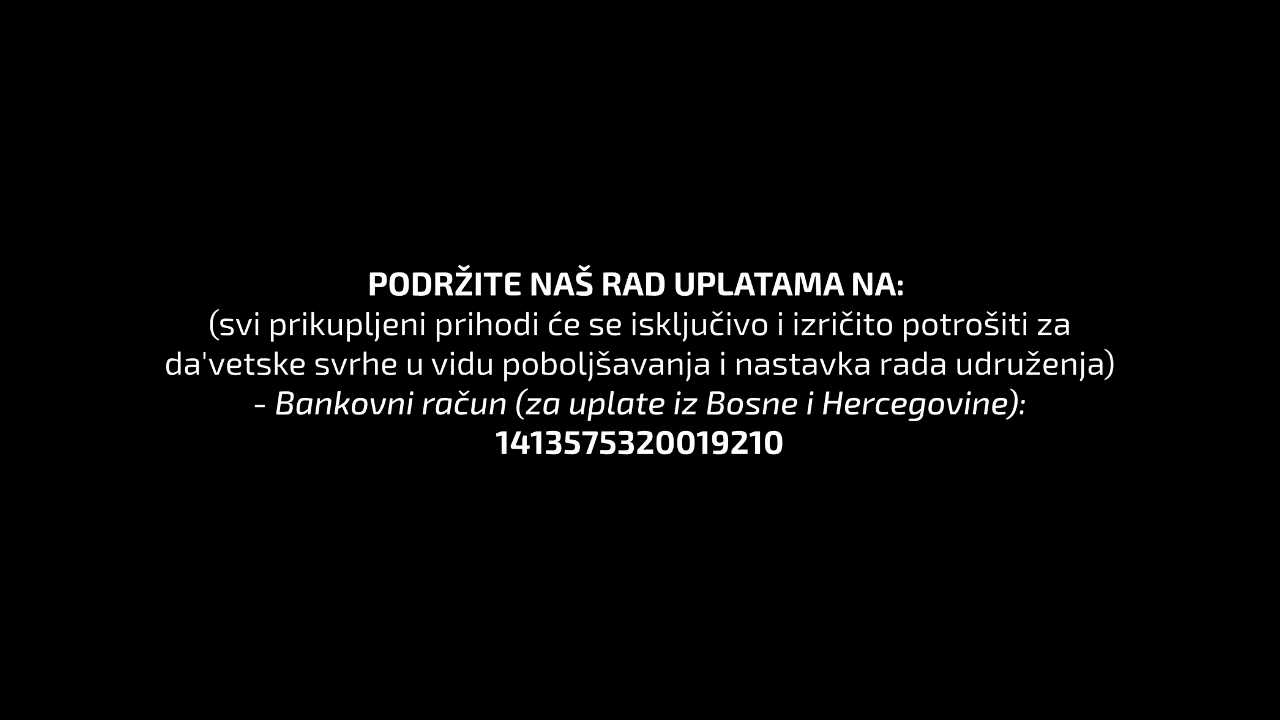 PODRŽITE NAŠ RAD UPLATAMA NA:
(svi prikupljeni prihodi će se isključivo i izričito potrošiti za
da'vetske svrhe u vidu poboljšavanja i nastavka rada udruženja)
- Bankovni račun (za uplate iz Bosne i Hercegovine):
1413575320019210